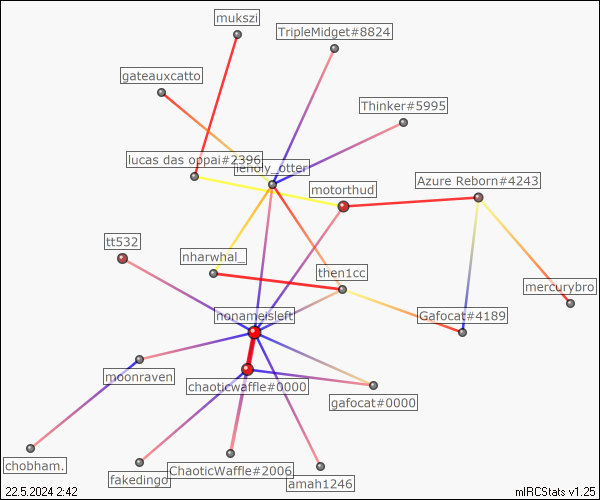 mukszi
TripleMidget#8824
gateauxcatto
Thinker#5995
lucas das oppai#2396
leholy_otter
Azure Reborn#4243
motorthud
tt532
nharwhal_
then1cc
mercurybro
nonameisleft
Gafocat#4189
moonraven
chaoticwaffle#0000
gafocat#0000
chobham.
fakedingo
ChaoticWaffle#2006
amah1246
22.5.2024 2:42
mIRCStats v1.25